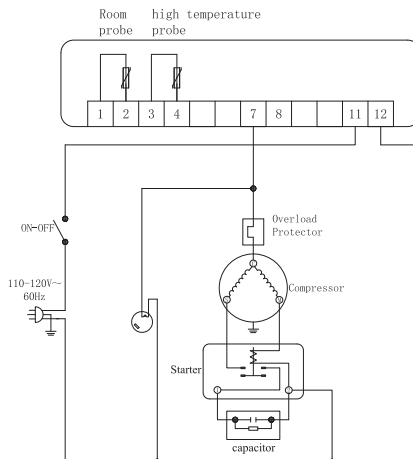 Room high temperature
probe probe
1 2 3 4 7 8 11 12
ON-OFF
Overload
Protector
110-120V~
60Hz
Compressor
Starter
capacitor